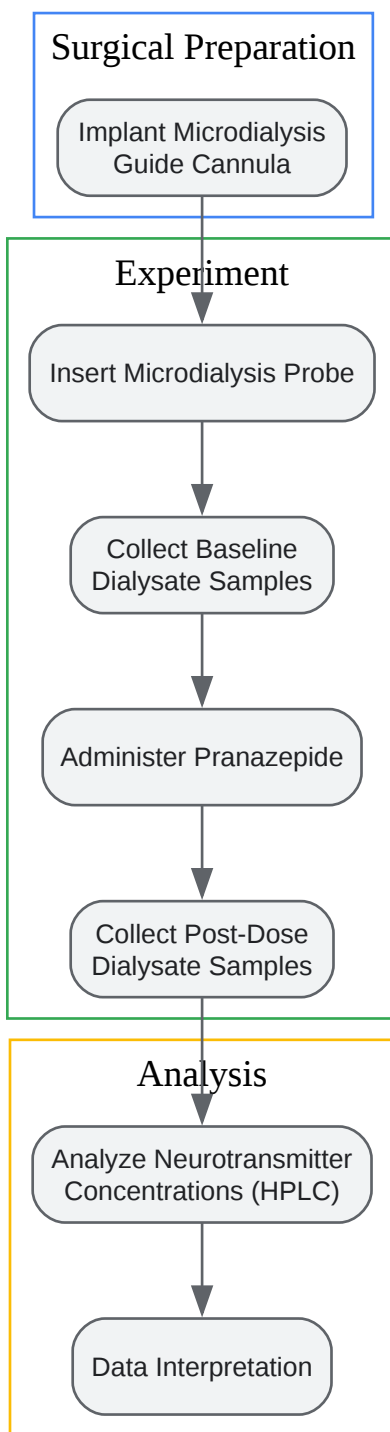 Surgical Preparation
Implant Microdialysis
Guide Cannula
Experiment
Insert Microdialysis Probe
Collect Baseline
Dialysate Samples
Administer Pranazepide
Collect Post-Dose
Dialysate Samples
Analysis
Analyze Neurotransmitter
Concentrations (HPLC)
Data Interpretation